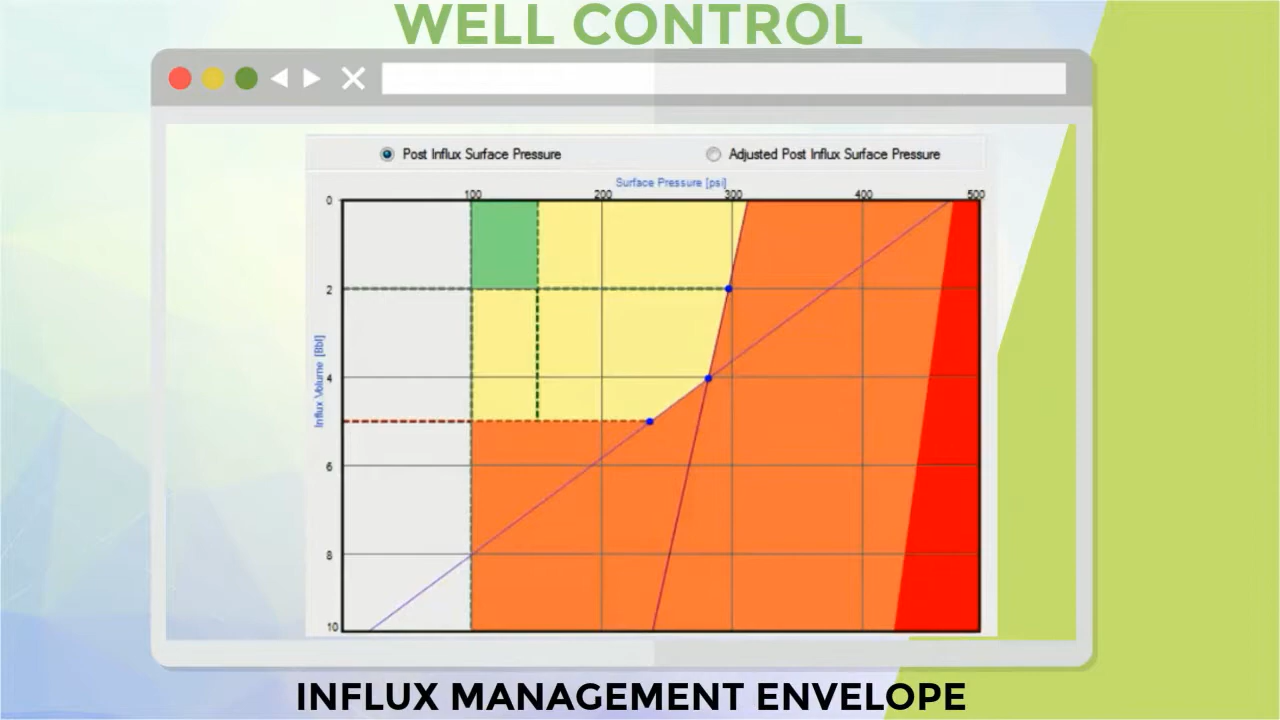 WELL CONTROL
Post Influx Surface Pressure
Adjusted Post Influx Surface Pressure
Surface Pressure [psi]
100 200 300 400 500
0
2
4
6
8
10
Influx Volume [Bbl]
INFLUX MANAGEMENT ENVELOPE